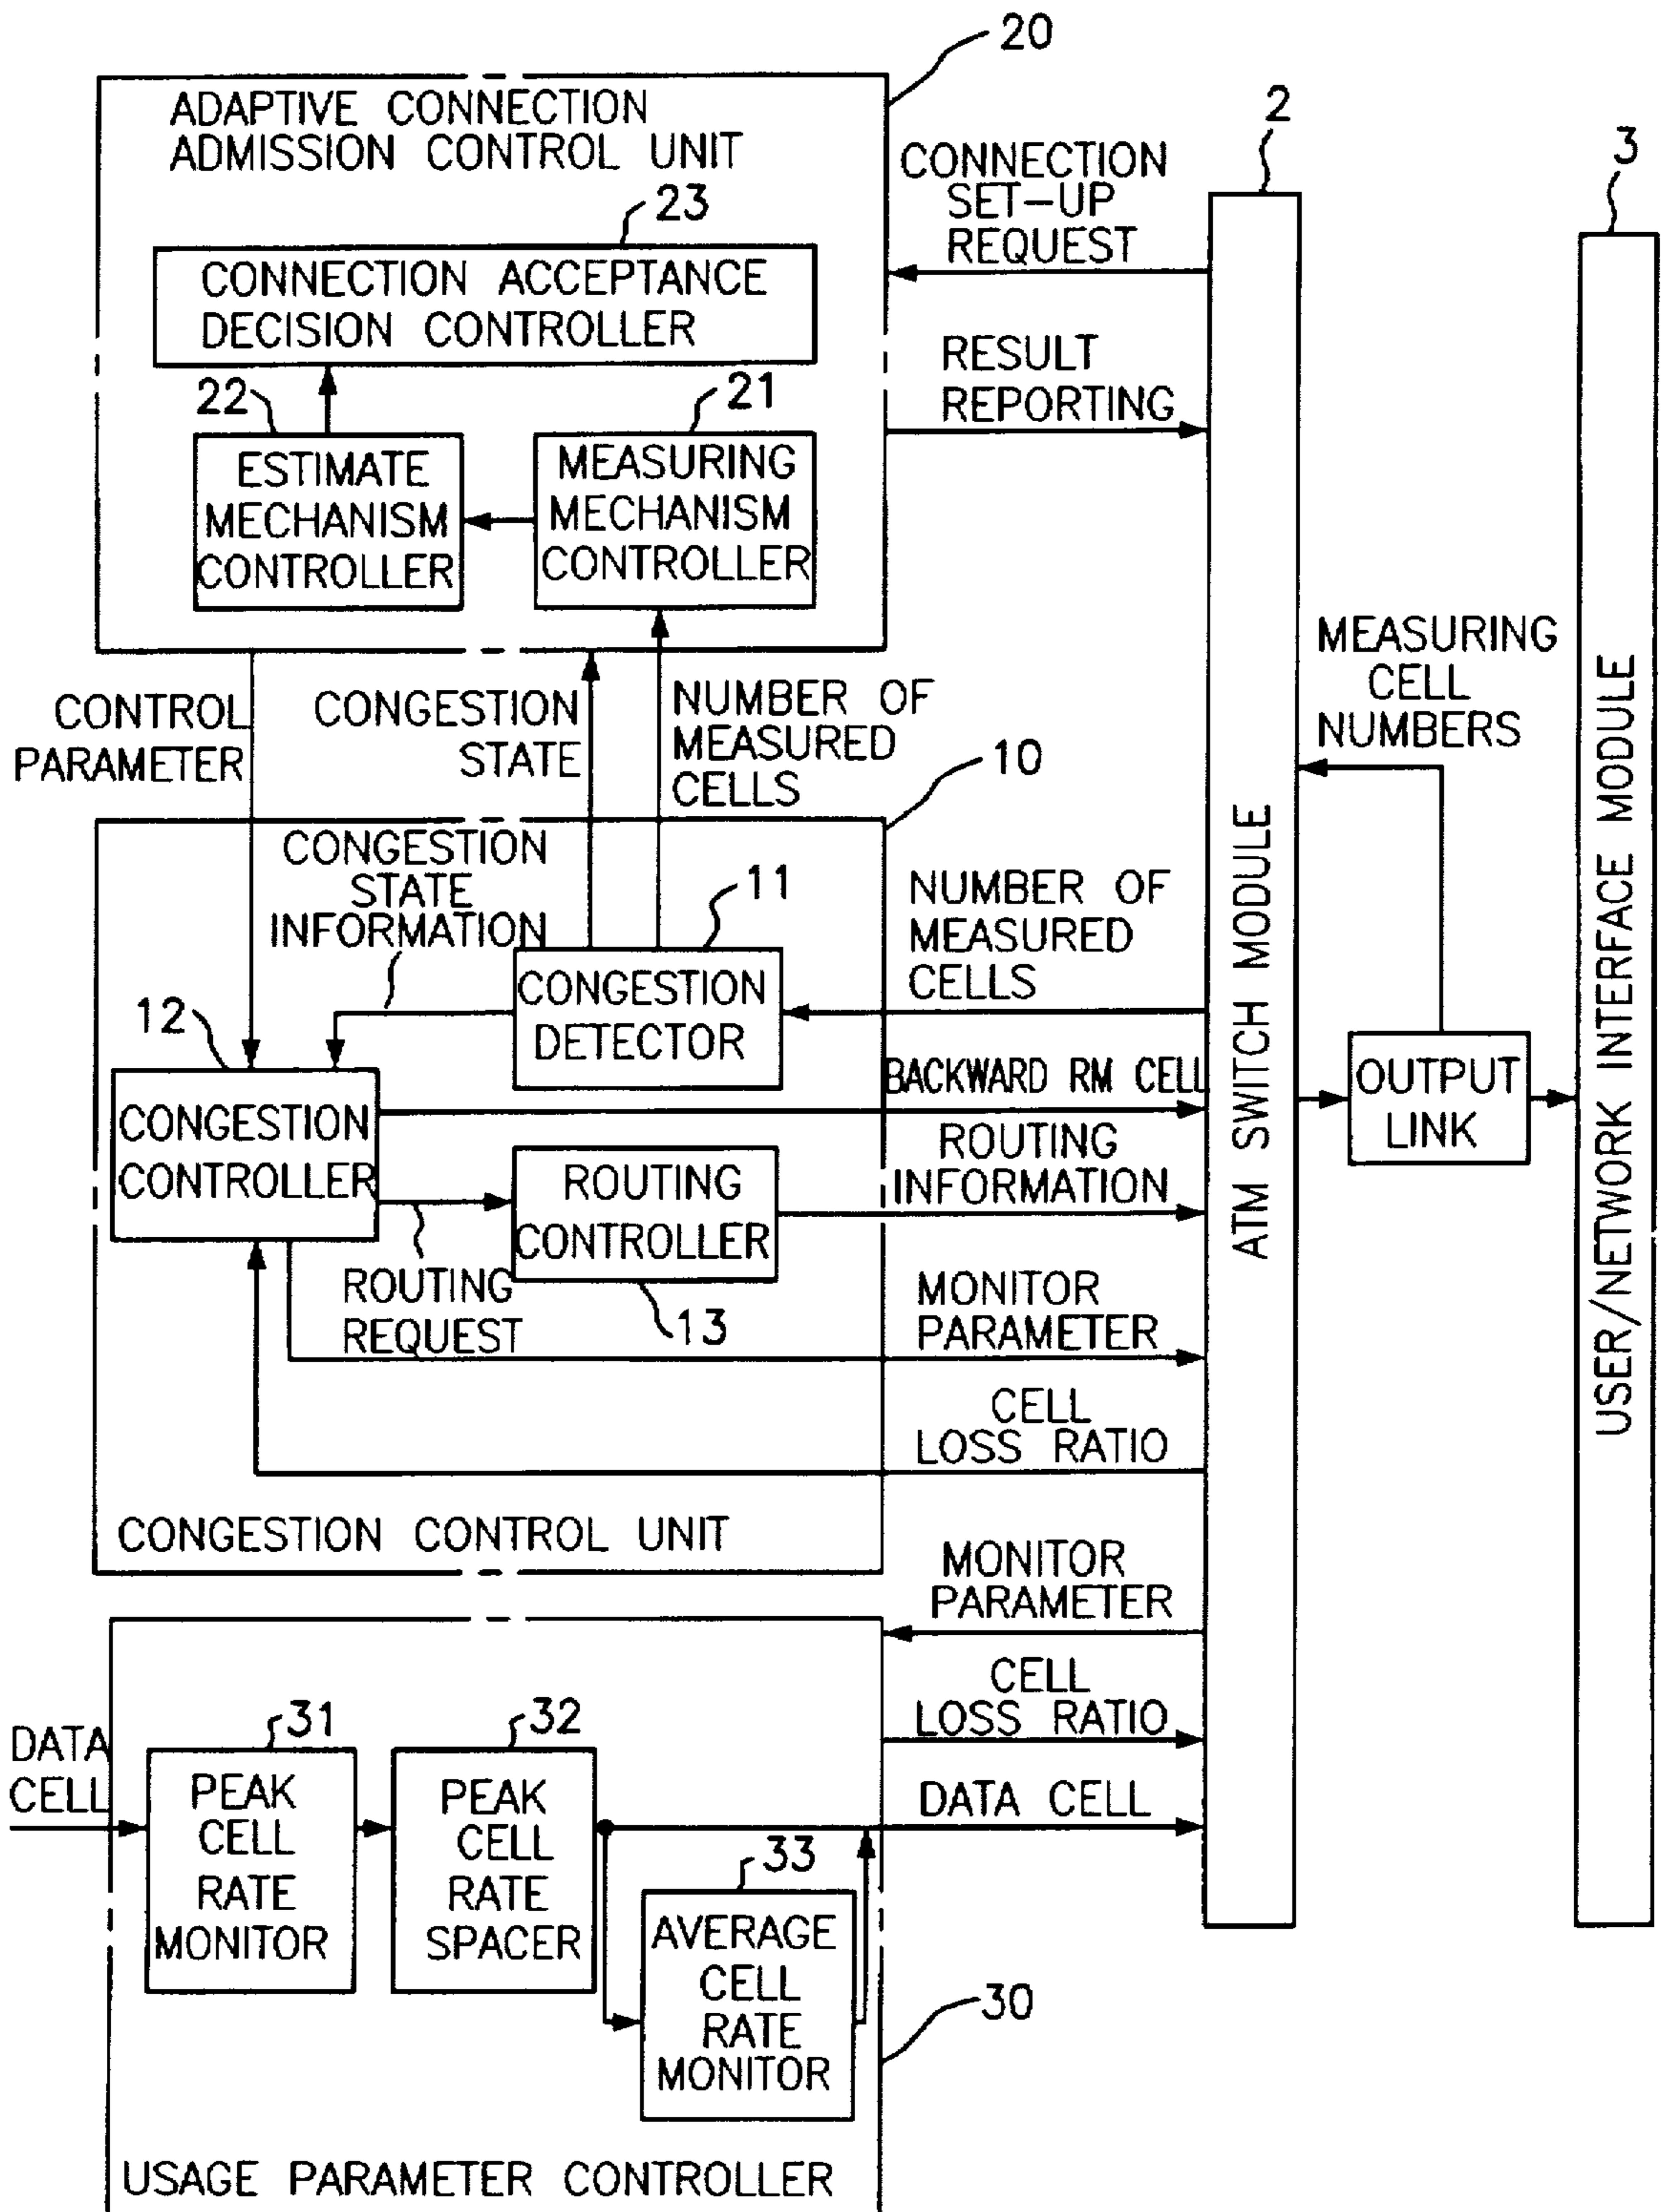 20
ADAPTIVE CONNECTION
ADMISSION CONTROL UNIT
2
3
CONNECTION
SET-UP
REQUEST
23
CONNECTION ACCEPTANCE
DECISION CONTROLLER
RESULT
REPORTING
22
21
ESTIMATE
MECHANISM
CONTROLLER
MEASURING
MECHANISM
CONTROLLER
MEASURING
CELL
NUMBERS
CONTROL
PARAMETER
CONGESTION
STATE
NUMBER OF
MEASURED
CELLS
10
CONGESTION
STATE
INFORMATION
11
NUMBER OF
MEASURED
CELLS
CONGESTION
DETECTOR
12
BACKWARD RM CELL
CONGESTION
CONTROLLER
ROUTING
INFORMATION
ROUTING
CONTROLLER
ATM SWITCH MODULE
OUTPUT
LINK
USER/NETWORK INTERFACE MODULE
ROUTING
REQUEST
13
MONITOR
PARAMETER
CELL
LOSS RATIO
CONGESTION CONTROL UNIT
MONITOR
PARAMETER
CELL
LOSS RATIO
DATA
CELL
31
32
PEAK
CELL
RATE
MONITOR
PEAK
CELL
RATE
SPACER
DATA CELL
33
AVERAGE
CELL
RATE
MONITOR
30
USAGE PARAMETER CONTROLLER